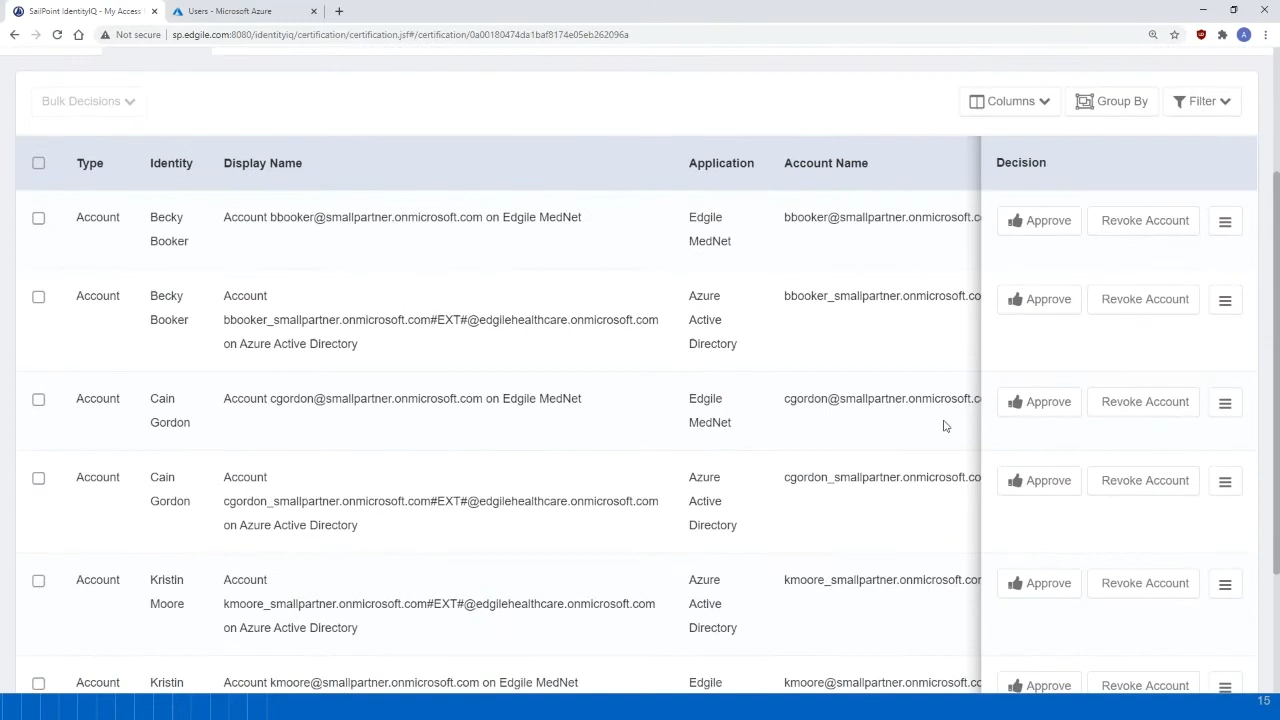 SailPoint IdentityIQ - My Access
Users - Microsoft Azure
Not secure
sp.edgile.com:8080/identityiq/certification/certification.jsf#/certification/0a00180474da1baf8174e05eb262096a
A
Bulk Decisions
Columns
Group By
Filter
Type
Identity
Display Name
Application
Account Name
Decision
Account
Becky
Booker
Account bbooker@smallpartner.onmicrosoft.com on Edgile MedNet
Edgile
MedNet
bbooker@smallpartner.onmicrosoft.c
Approve
Revoke Account
Account
Becky
Booker
Account
bbooker_smallpartner.onmicrosoft.com#EXT#@edgilehealthcare.onmicrosoft.com
on Azure Active Directory
Azure
Active
Directory
bbooker_smallpartner.onmicrosoft.co
Approve
Revoke Account
Account
Cain
Gordon
Account cgordon@smallpartner.onmicrosoft.com on Edgile MedNet
Edgile
MedNet
cgordon@smallpartner.onmicrosoft.c
Approve
Revoke Account
Account
Cain
Gordon
Account
cgordon_smallpartner.onmicrosoft.com#EXT#@edgilehealthcare.onmicrosoft.com
on Azure Active Directory
Azure
Active
Directory
cgordon_smallpartner.onmicrosoft.co
Approve
Revoke Account
Account
Kristin
Moore
Account
kmoore_smallpartner.onmicrosoft.com#EXT#@edgilehealthcare.onmicrosoft.com
on Azure Active Directory
Azure
Active
Directory
kmoore_smallpartner.onmicrosoft.cor
Approve
Revoke Account
Account
Kristin
Account kmoore@smallpartner.onmicrosoft.com on Edgile MedNet
Edgile
kmoore@smallpartner.onmicrosoft.co
Approve
Revoke Account
15